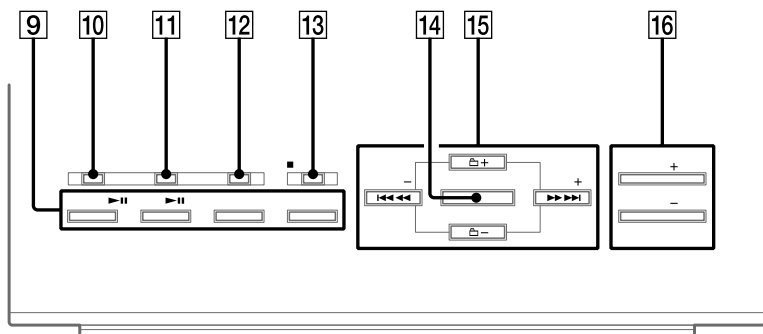 9 10 11 12 13 14 15 16
■ + +
- + +
►II ►II I◄◄ ◄◄ ►► ►►I -
-